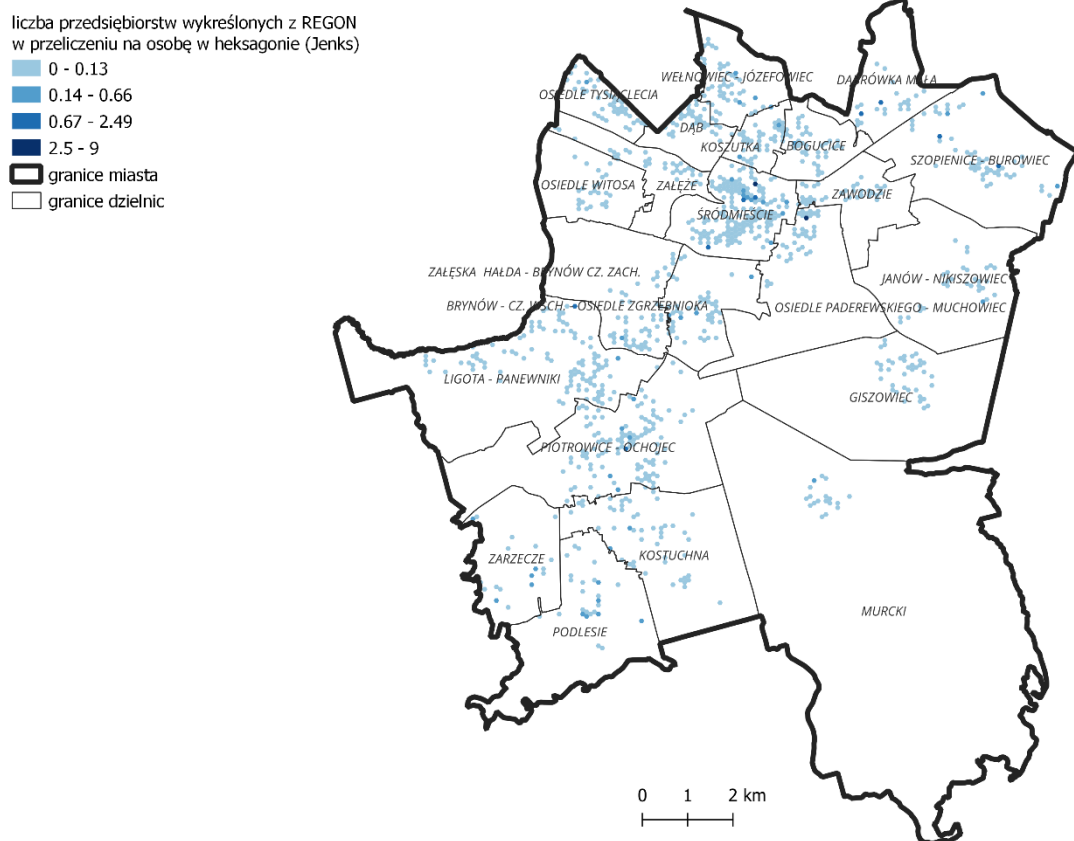 liczba przedsiębiorstw wykreślonych z REGON
w przeliczeniu na osobę w heksagonie (Jenks)
0 - 0.13
0.14 - 0.66
0.67 - 2.49
2.5 - 9
granice miasta
granice dzielnic
WEŁNOWIEC - JÓZEFOWIEC
DĄBRÓWKA MAŁA
OSIEDLE TYSIĄCLECIA
DĄB
KOSZUTKA
BOGUCICE
SZOPIENICE - BUROWIEC
OSIEDLE WITOSA
ZAŁĘŻE
ZAWODZIE
ŚRÓDMIEŚCIE
ZAŁĘSKA HAŁDA - BRYNÓW CZ. ZACH.
JANÓW - NIKISZOWIEC
BRYNÓW - CZ. WSCH. - OSIEDLE ZGRZEBNIOKA
OSIEDLE PADEREWSKIEGO - MUCHOWIEC
LIGOTA - PANEWNIKI
GISZOWIEC
PIOTROWICE - OCHOJEC
ZARZECZE
KOSTUCHNA
MURCKI
PODLESIE
0 1 2 km